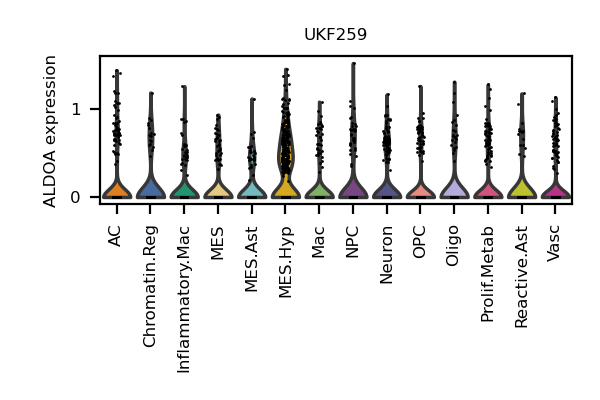 UKF259
ALDOA expression
1
0
AC
Chromatin.Reg
Inflammatory.Mac
MES
MES.Ast
MES.Hyp
Mac
NPC
Neuron
OPC
Oligo
Prolif.Metab
Reactive.Ast
Vasc